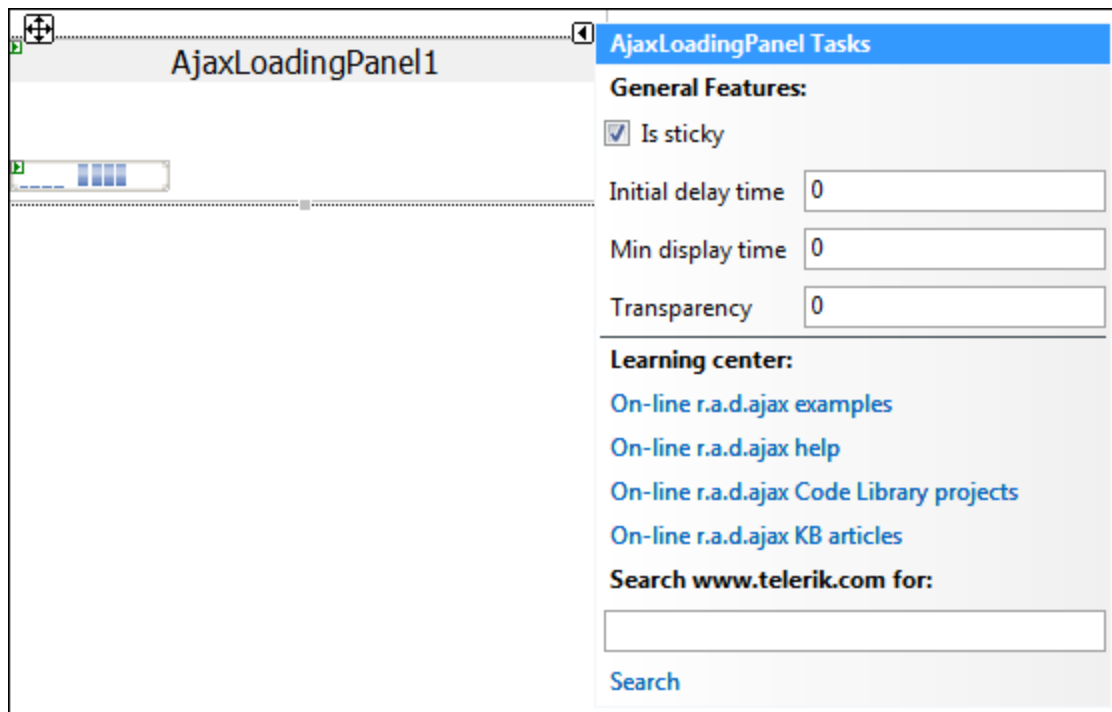 AjaxLoadingPanel1
AjaxLoadingPanel Tasks
General Features:
Is sticky
Initial delay time 0
Min display time 0
Transparency 0
Learning center:
On-line r.a.d.ajax examples
On-line r.a.d.ajax help
On-line r.a.d.ajax Code Library projects
On-line r.a.d.ajax KB articles
Search www.telerik.com for:
Search